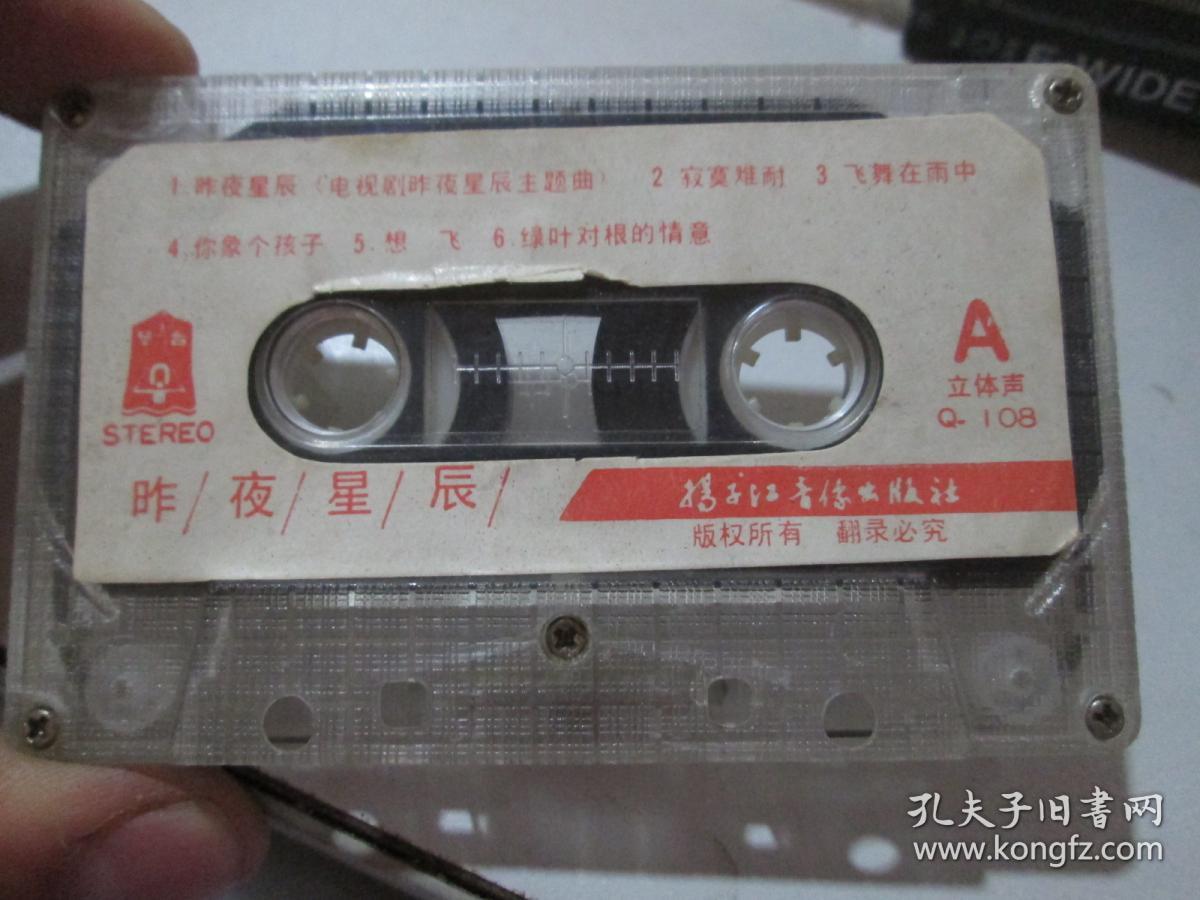 1.昨夜星辰（电视剧昨夜星辰主题曲） 2 寂寞难耐 3 飞舞在雨中
4.你象个孩子 5.想 飞 6.绿叶对根的情意
STEREO
A
立体声
Q-108
昨/夜/星/辰/
扬子江音像出版社
版权所有 翻录必究
WIDE
孔夫子旧书网
www.kongfz.com